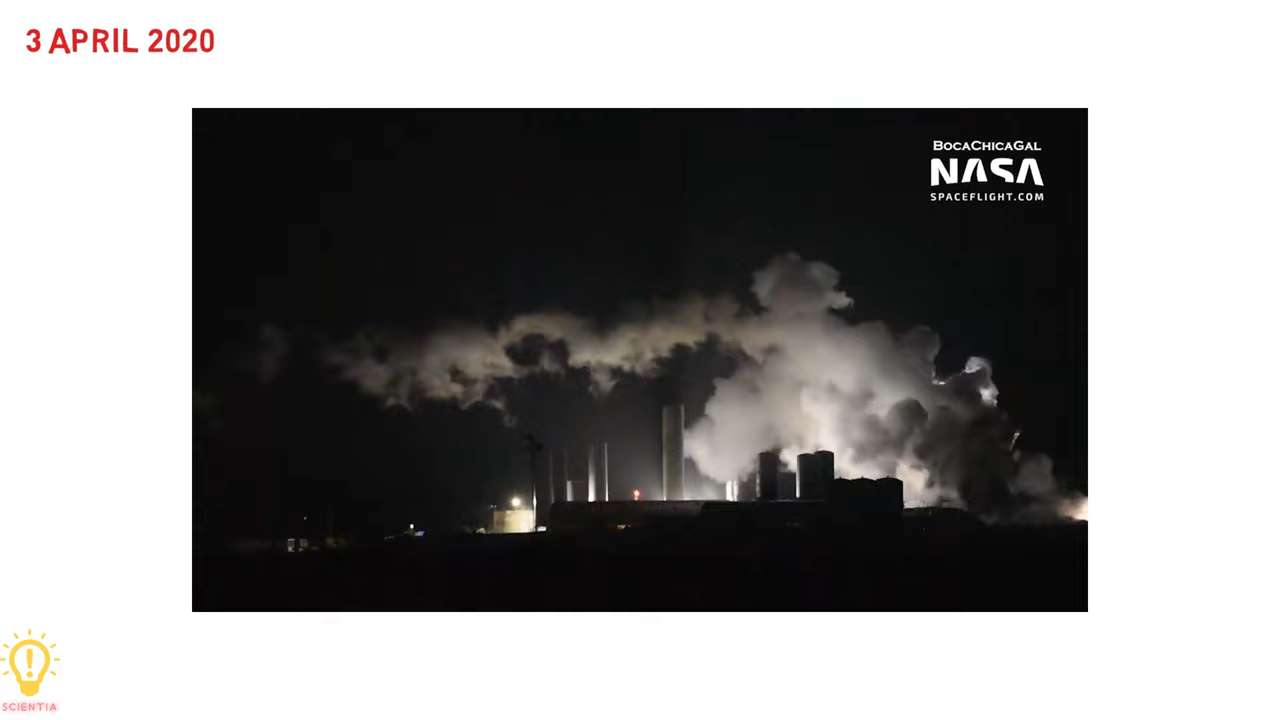 3 APRIL 2020
BOCACHICAGAL
NASA
SPACEFLIGHT.COM
SCIENTIA